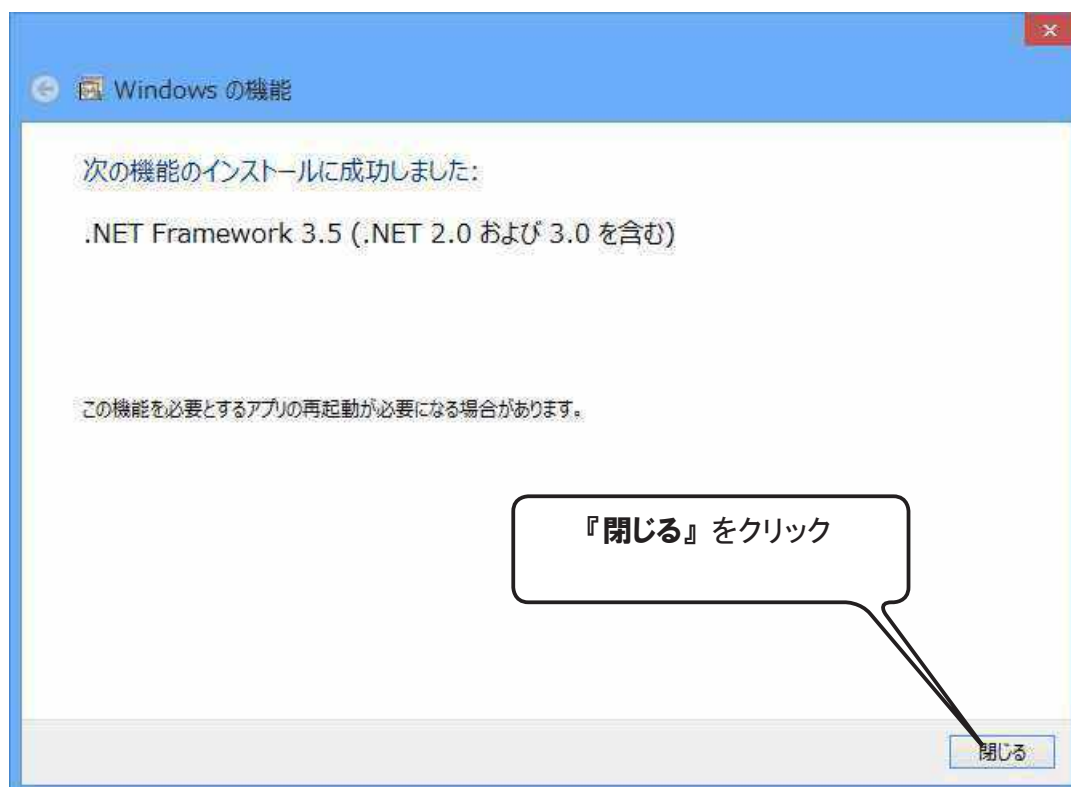 Windows の機能
次の機能のインストールに成功しました:
.NET Framework 3.5 (.NET 2.0 および 3.0 を含む)
この機能を必要とするアプリの再起動が必要になる場合があります。
『閉じる』をクリック
閉じる